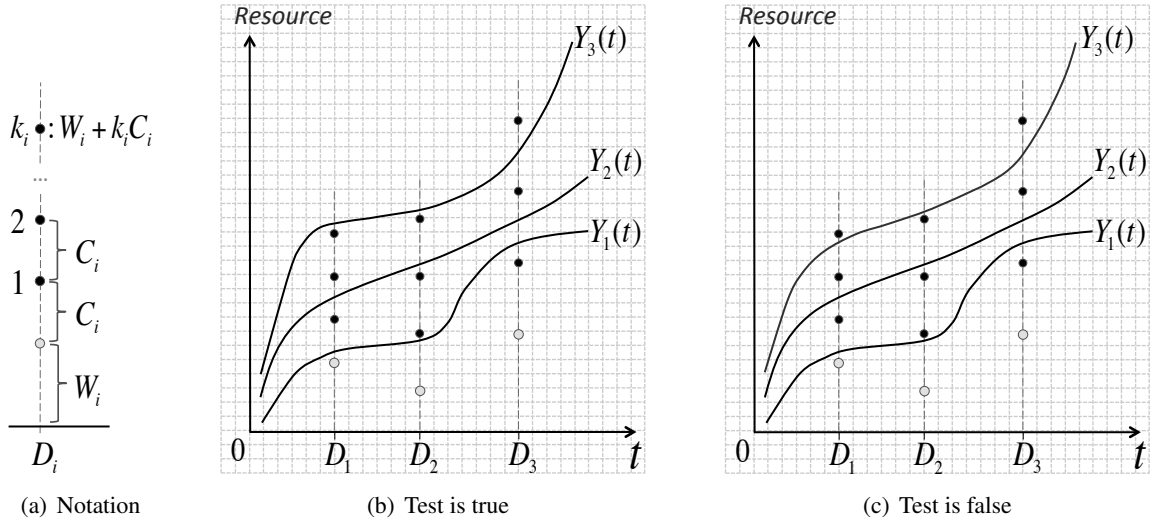 k_i : W_i + k_i C_i
...
2
C_i
1
C_i
W_i
D_i
(a) Notation
Resource
Y_3(t)
Y_2(t)
Y_1(t)
0
D_1
D_2
D_3
t
(b) Test is true
Resource
Y_3(t)
Y_2(t)
Y_1(t)
0
D_1
D_2
D_3
t
(c) Test is false